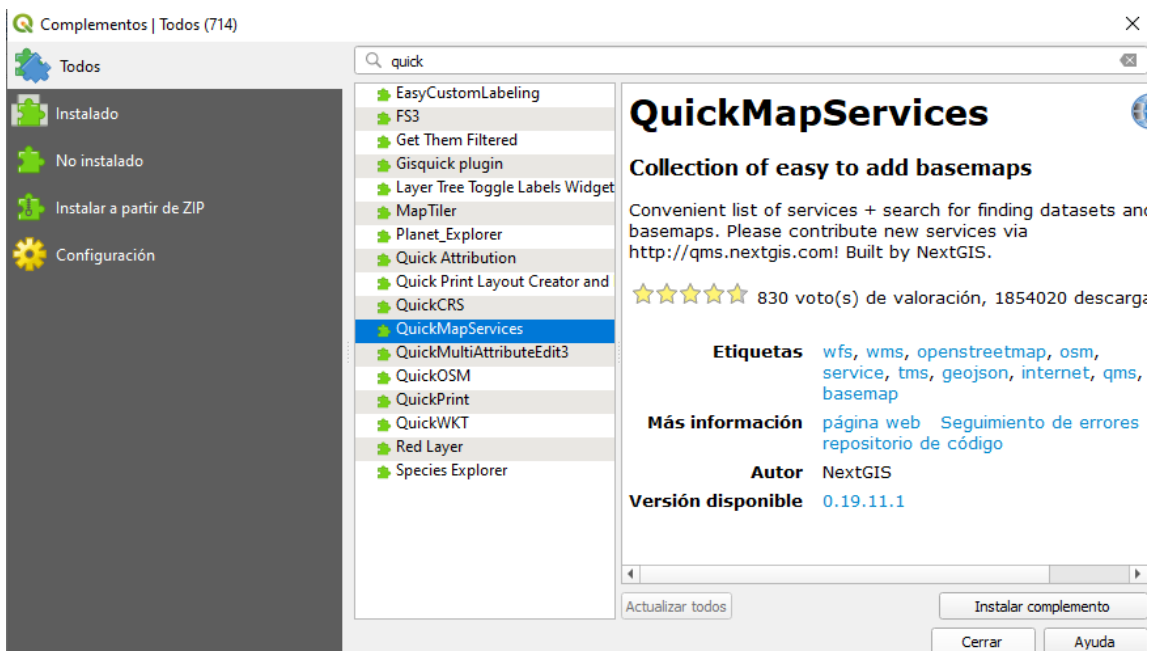 Complementos | Todos (714)
Todos
Instalado
No instalado
Instalar a partir de ZIP
Configuración
quick
EasyCustomLabeling
FS3
Get Them Filtered
Gisquick plugin
Layer Tree Toggle Labels Widget
MapTiler
Planet_Explorer
Quick Attribution
Quick Print Layout Creator and
QuickCRS
QuickMapServices
QuickMultiAttributeEdit3
QuickOSM
QuickPrint
QuickWKT
Red Layer
Species Explorer
QuickMapServices
Collection of easy to add basemaps
Convenient list of services + search for finding datasets and
basemaps. Please contribute new services via
http://qms.nextgis.com! Built by NextGIS.
830 voto(s) de valoración, 1854020 descarga
Etiquetas wfs, wms, openstreetmap, osm,
service, tms, geojson, internet, qms,
basemap
Más información página web Seguimiento de errores
repositorio de código
Autor NextGIS
Versión disponible 0.19.11.1
Actualizar todos Instalar complemento
Cerrar Ayuda